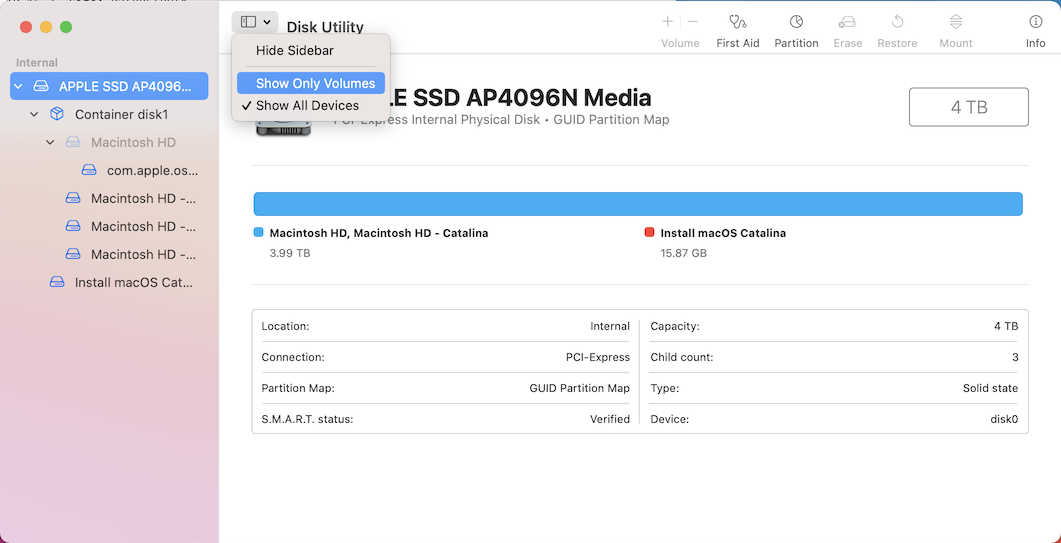 Disk Utility
Volume
First Aid
Partition
Erase
Restore
Mount
Info
Hide Sidebar
Show Only Volumes
Show All Devices
Internal
APPLE SSD AP4096...
Container disk1
Macintosh HD
com.apple.os...
Macintosh HD -...
Macintosh HD -...
Macintosh HD -...
Install macOS Cat...
LE SSD AP4096N Media
PCI-Express Internal Physical Disk • GUID Partition Map
4 TB
Macintosh HD, Macintosh HD - Catalina
3.99 TB
Install macOS Catalina
15.87 GB
Location: Internal
Connection: PCI-Express
Partition Map: GUID Partition Map
S.M.A.R.T. status: Verified
Capacity: 4 TB
Child count: 3
Type: Solid state
Device: disk0